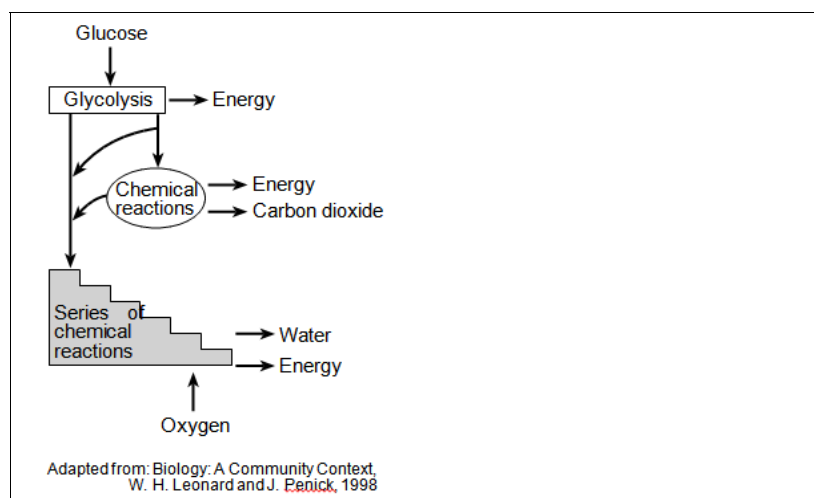 Glucose
Glycolysis
Energy
Chemical
reactions
Energy
Carbon dioxide
Series of
chemical
reactions
Water
Energy
Oxygen
Adapted from: Biology: A Community Context,
W. H. Leonard and J. Penick, 1998